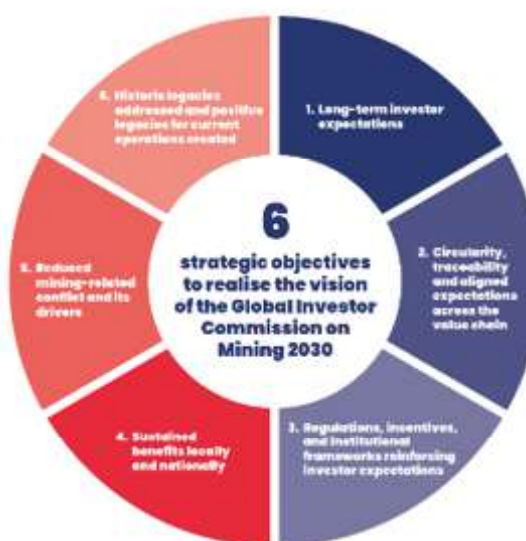 6
strategic objectives
to realise the vision
of the Global Investor
Commission on
Mining 2030
1. Long-term investor
expectations
2. Circularity,
traceability
and aligned
expectations
across the
value chain
3. Regulations, incentives,
and institutional
frameworks reinforcing
investor expectations
4. Sustained
benefits locally
and nationally
5. Reduced
mining-related
conflict and its
drivers
6. Historic legacies
addressed and positive
legacies for current
operations created